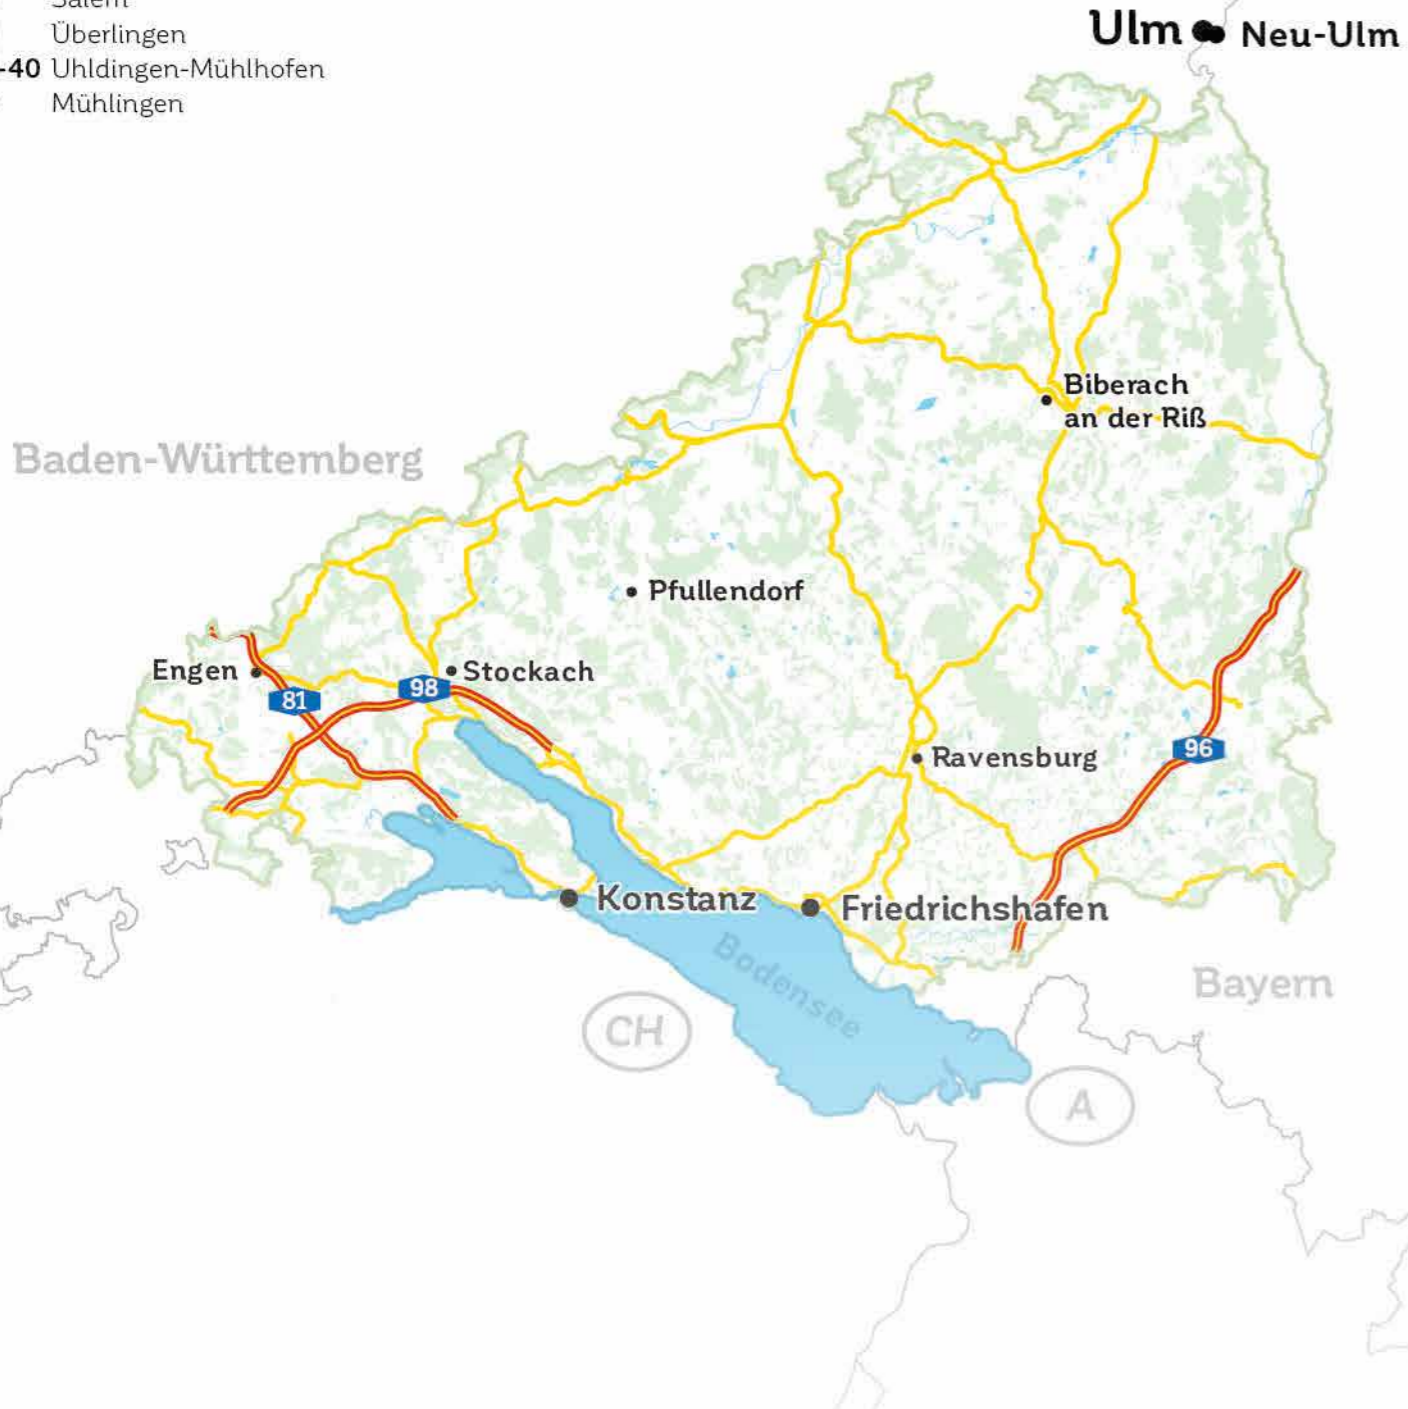 Salem
Überlingen
-40 Uhldingen-Mühlhofen
Mühlingen
Ulm Neu-Ulm
Biberach
an der Riß
Baden-Württemberg
Pfullendorf
Engen
Stockach
81
98
Ravensburg
96
Konstanz
Friedrichshafen
Bodensee
Bayern
CH
A